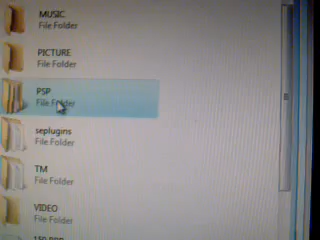 MUSIC
File Folder
PICTURE
File Folder
PSP
File Folder
seplugins
File Folder
TM
File Folder
VIDEO
File Folder